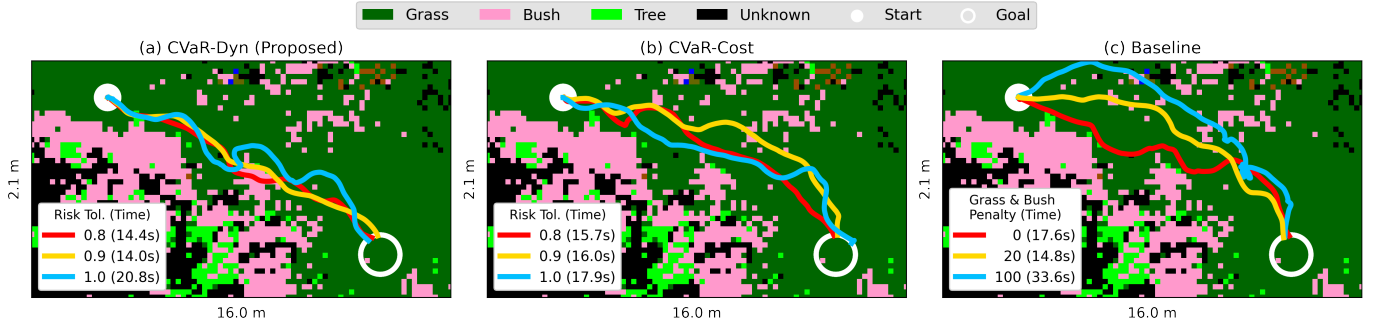 Grass Bush Tree Unknown Start Goal
(a) CVaR-Dyn (Proposed)
2.1 m
Risk Tol. (Time)
0.8 (14.4s)
0.9 (14.0s)
1.0 (20.8s)
16.0 m
(b) CVaR-Cost
2.1 m
Risk Tol. (Time)
0.8 (15.7s)
0.9 (16.0s)
1.0 (17.9s)
16.0 m
(c) Baseline
2.1 m
Grass & Bush
Penalty (Time)
0 (17.6s)
20 (14.8s)
100 (33.6s)
16.0 m